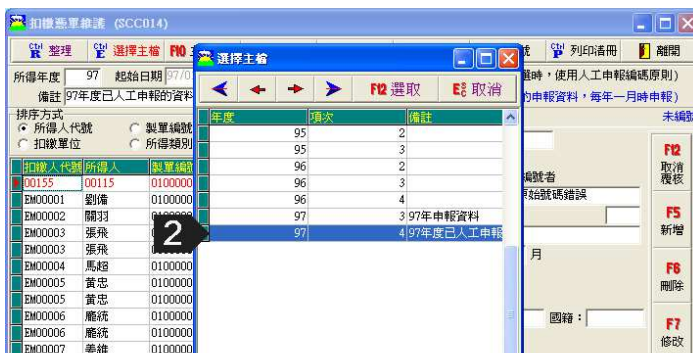 扣繳憑單維護 (SCC014)
Ctrl R 整理 Ctrl E 選擇主檔 F10
號 Ctrl P 列印清冊 離開
所得年度 97 起始日期 97/0
選時，使用人工申報編碼原則)
備註 97年度已人工申報的資料
的申報資料，每年一月時申報)
排序方式
所得人代號 製單編號
扣繳單位 所得類別
未編
扣繳人代號 所得人 製單編
00155 00115 0100000
EM00001 劉備 0100000
EM00002 關羽 0100000
EM00003 張飛 0100000
EM00003 張飛 0100000
EM00004 馬超 0100000
EM00005 黃忠 0100000
EM00005 黃忠 0100000
EM00006 龐統 0100000
EM00006 龐統 0100000
EM00007 姜維 0100000
選擇主檔
F12 選取 Esc 取消
年度 項次 備註
95 2
95 3
96 2
96 3
96 4
97 3 97年申報資料
97 4 97年度已人工申報
2
編號者
原始號碼錯誤
月
國籍：
F12
取消
覆核
F5
新增
F6
刪除
F7
修改